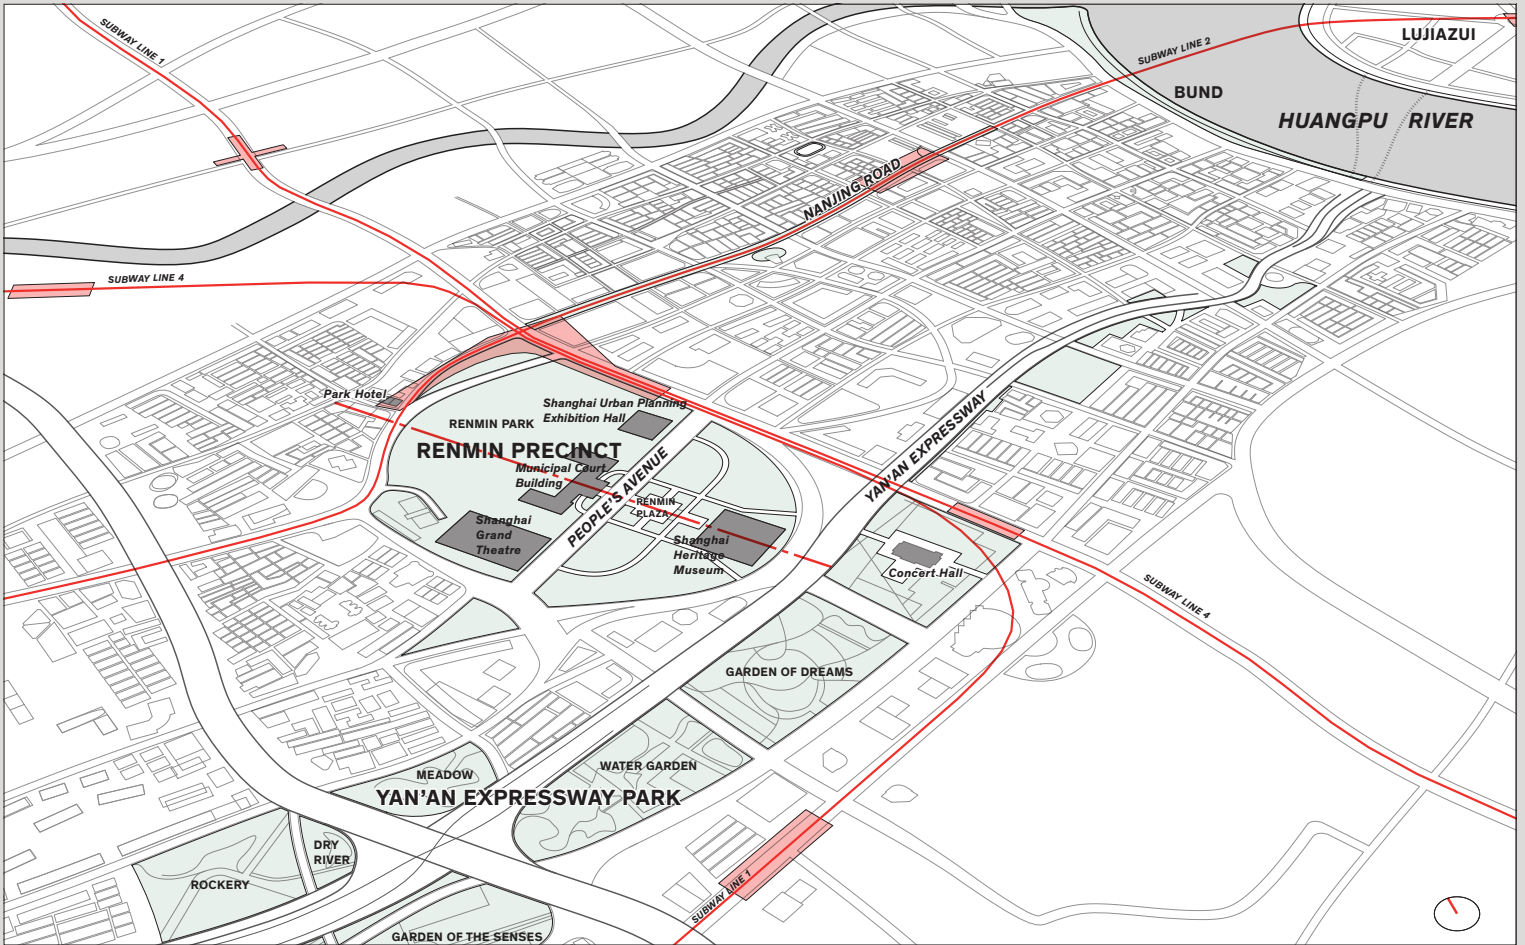 SUBWAY LINE 1
LUJIAZUI
SUBWAY LINE 2
BUND
HUANGPU RIVER
NANJING ROAD
SUBWAY LINE 4
Park Hotel
Shanghai Urban Planning
Exhibition Hall
RENMIN PARK
RENMIN PRECINCT
Municipal Court
Building
PEOPLE'S AVENUE
YAN'AN EXPRESSWAY
RENMIN
PLAZA
Shanghai
Grand
Theatre
Shanghai
Heritage
Museum
Concert Hall
SUBWAY LINE 4
GARDEN OF DREAMS
WATER GARDEN
MEADOW
YAN'AN EXPRESSWAY PARK
DRY
RIVER
ROCKERY
SUBWAY LINE 1
GARDEN OF THE SENSES